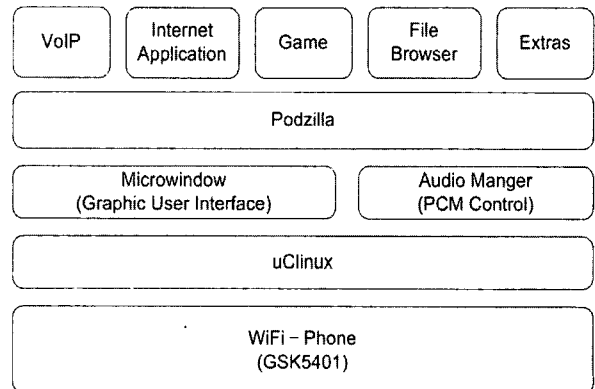 VoIP
Internet
Application
Game
File
Browser
Extras
Podzilla
Microwindow
(Graphic User Interface)
Audio Manger
(PCM Control)
uClinux
WiFi – Phone
(GSK5401)